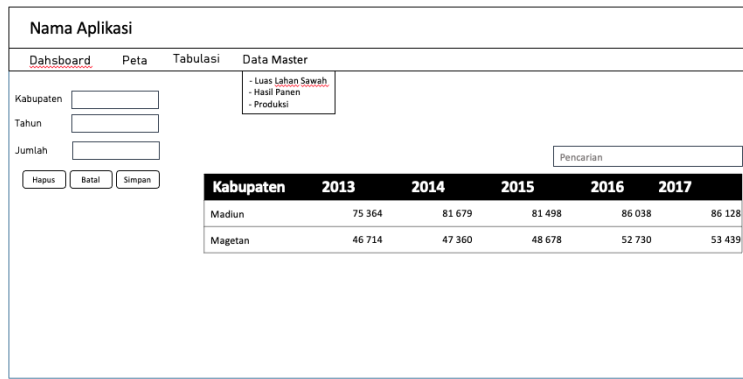 Nama Aplikasi
Dahsboard Peta Tabulasi Data Master
- Luas Lahan Sawah
- Hasil Panen
- Produksi
Kabupaten
Tahun
Jumlah
Hapus Batal Simpan
Pencarian
Kabupaten 2013 2014 2015 2016 2017
Madiun 75 364 81 679 81 498 86 038 86 128
Magetan 46 714 47 360 48 678 52 730 53 439